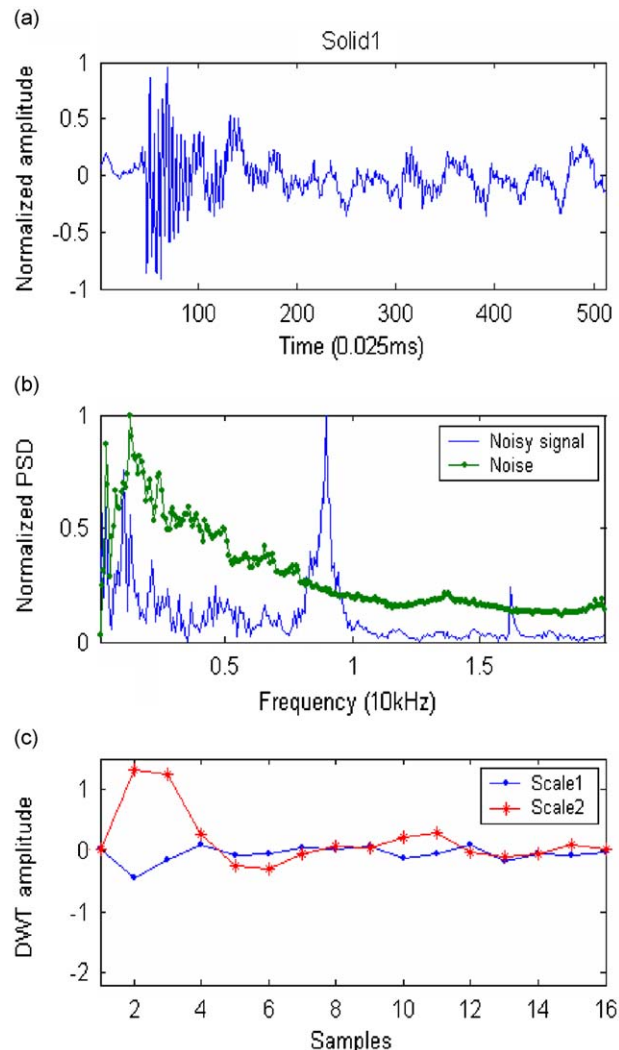 (a)
Solid1
Normalized amplitude
1
0.5
0
-0.5
-1
100 200 300 400 500
Time (0.025ms)
(b)
Normalized PSD
1
0.5
0
Noisy signal
Noise
0.5 1 1.5
Frequency (10kHz)
(c)
DWT amplitude
1
0
-1
-2
Scale1
Scale2
2 4 6 8 10 12 14 16
Samples